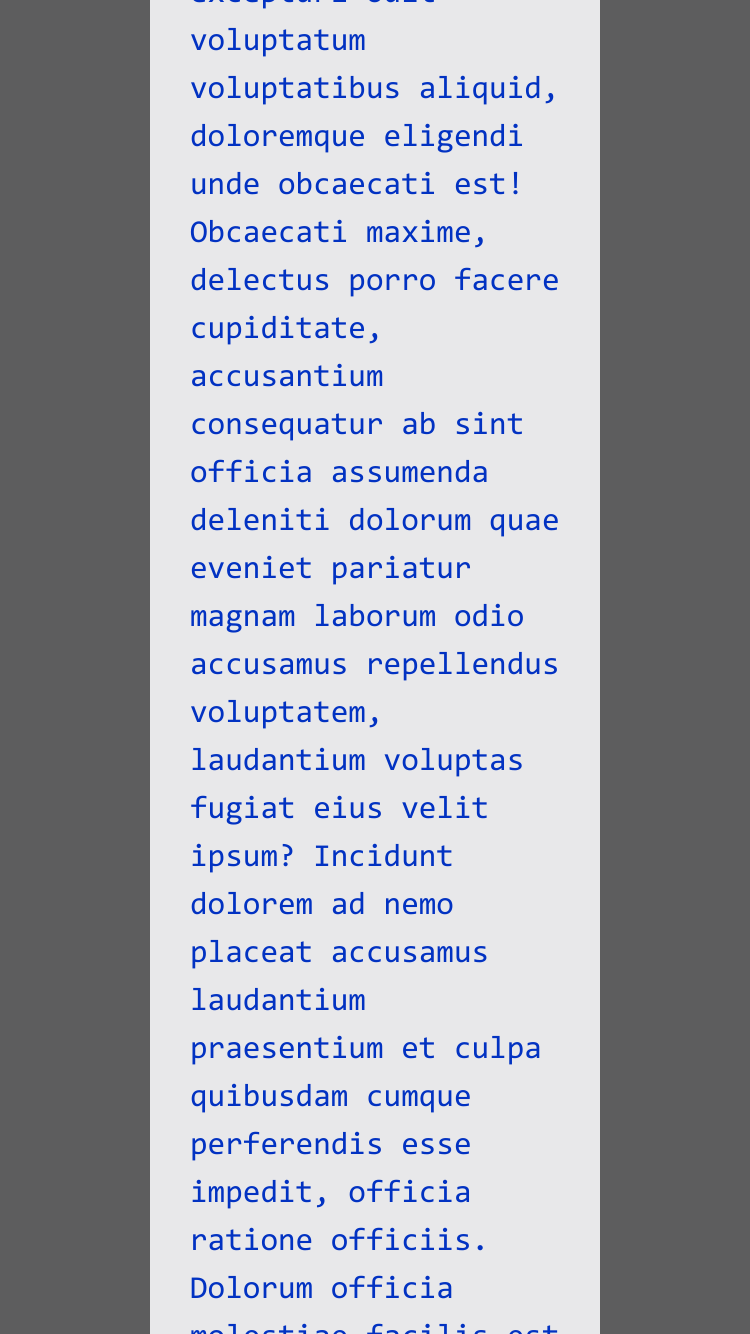 voluptatum
voluptatibus aliquid,
doloremque eligendi
unde obcaecati est!
Obcaecati maxime,
delectus porro facere
cupiditate,
accusantium
consequatur ab sint
officia assumenda
deleniti dolorum quae
eveniet pariatur
magnam laborum odio
accusamus repellendus
voluptatem,
laudantium voluptas
fugiat eius velit
ipsum? Incidunt
dolorem ad nemo
placeat accusamus
laudantium
praesentium et culpa
quibusdam cumque
perferendis esse
impedit, officia
ratione officiis.
Dolorum officia
molestiae facilis est